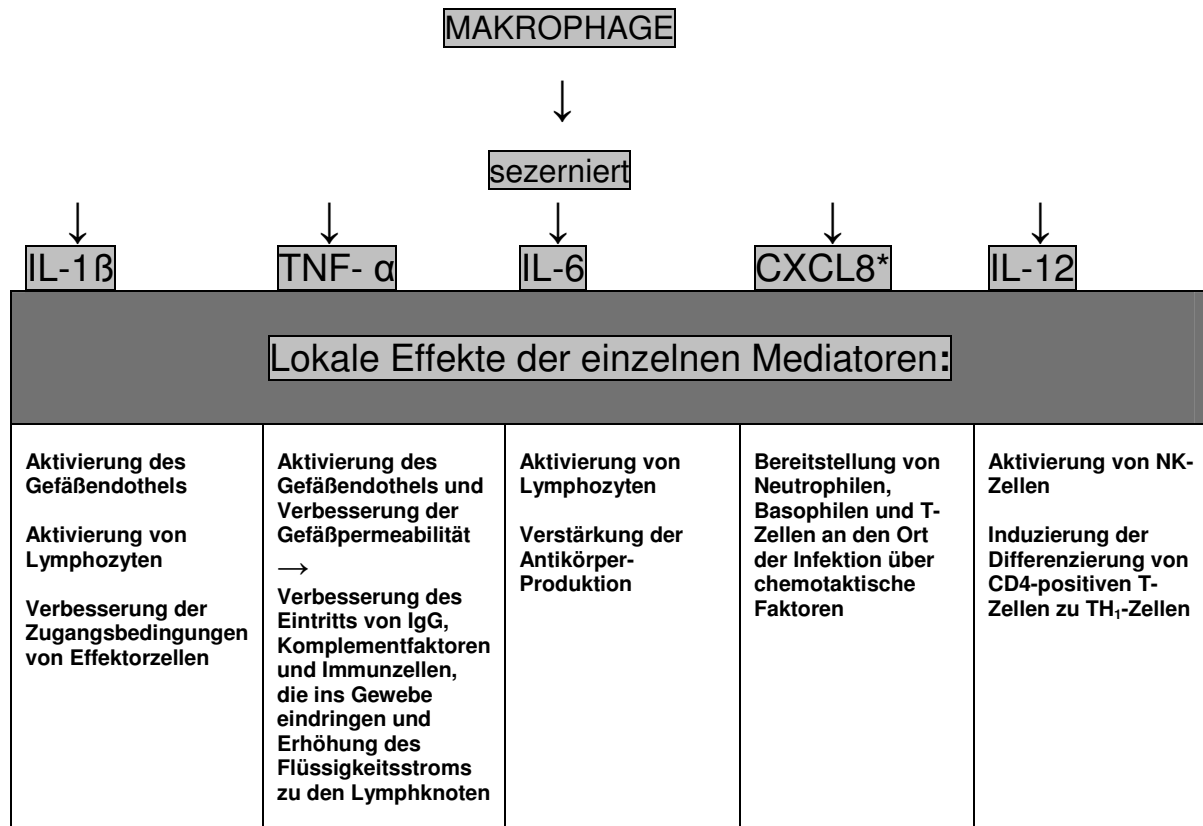 MAKROPHAGE
↓
sezerniert
↓ ↓ ↓ ↓ ↓
IL-1ß TNF- α IL-6 CXCL8* IL-12
Lokale Effekte der einzelnen Mediatoren:
Aktivierung des
Gefäßendothels
Aktivierung von
Lymphozyten
Verbesserung der
Zugangsbedingungen
von Effektorzellen
Aktivierung des
Gefäßendothels und
Verbesserung der
Gefäßpermeabilität
→
Verbesserung des
Eintritts von IgG,
Komplementfaktoren
und Immunzellen,
die ins Gewebe
eindringen und
Erhöhung des
Flüssigkeitsstroms
zu den Lymphknoten
Aktivierung von
Lymphozyten
Verstärkung der
Antikörper-
Produktion
Bereitstellung von
Neutrophilen,
Basophilen und T-
Zellen an den Ort
der Infektion über
chemotaktische
Faktoren
Aktivierung von NK-
Zellen
Induzierung der
Differenzierung von
CD4-positiven T-
Zellen zu TH₁-Zellen